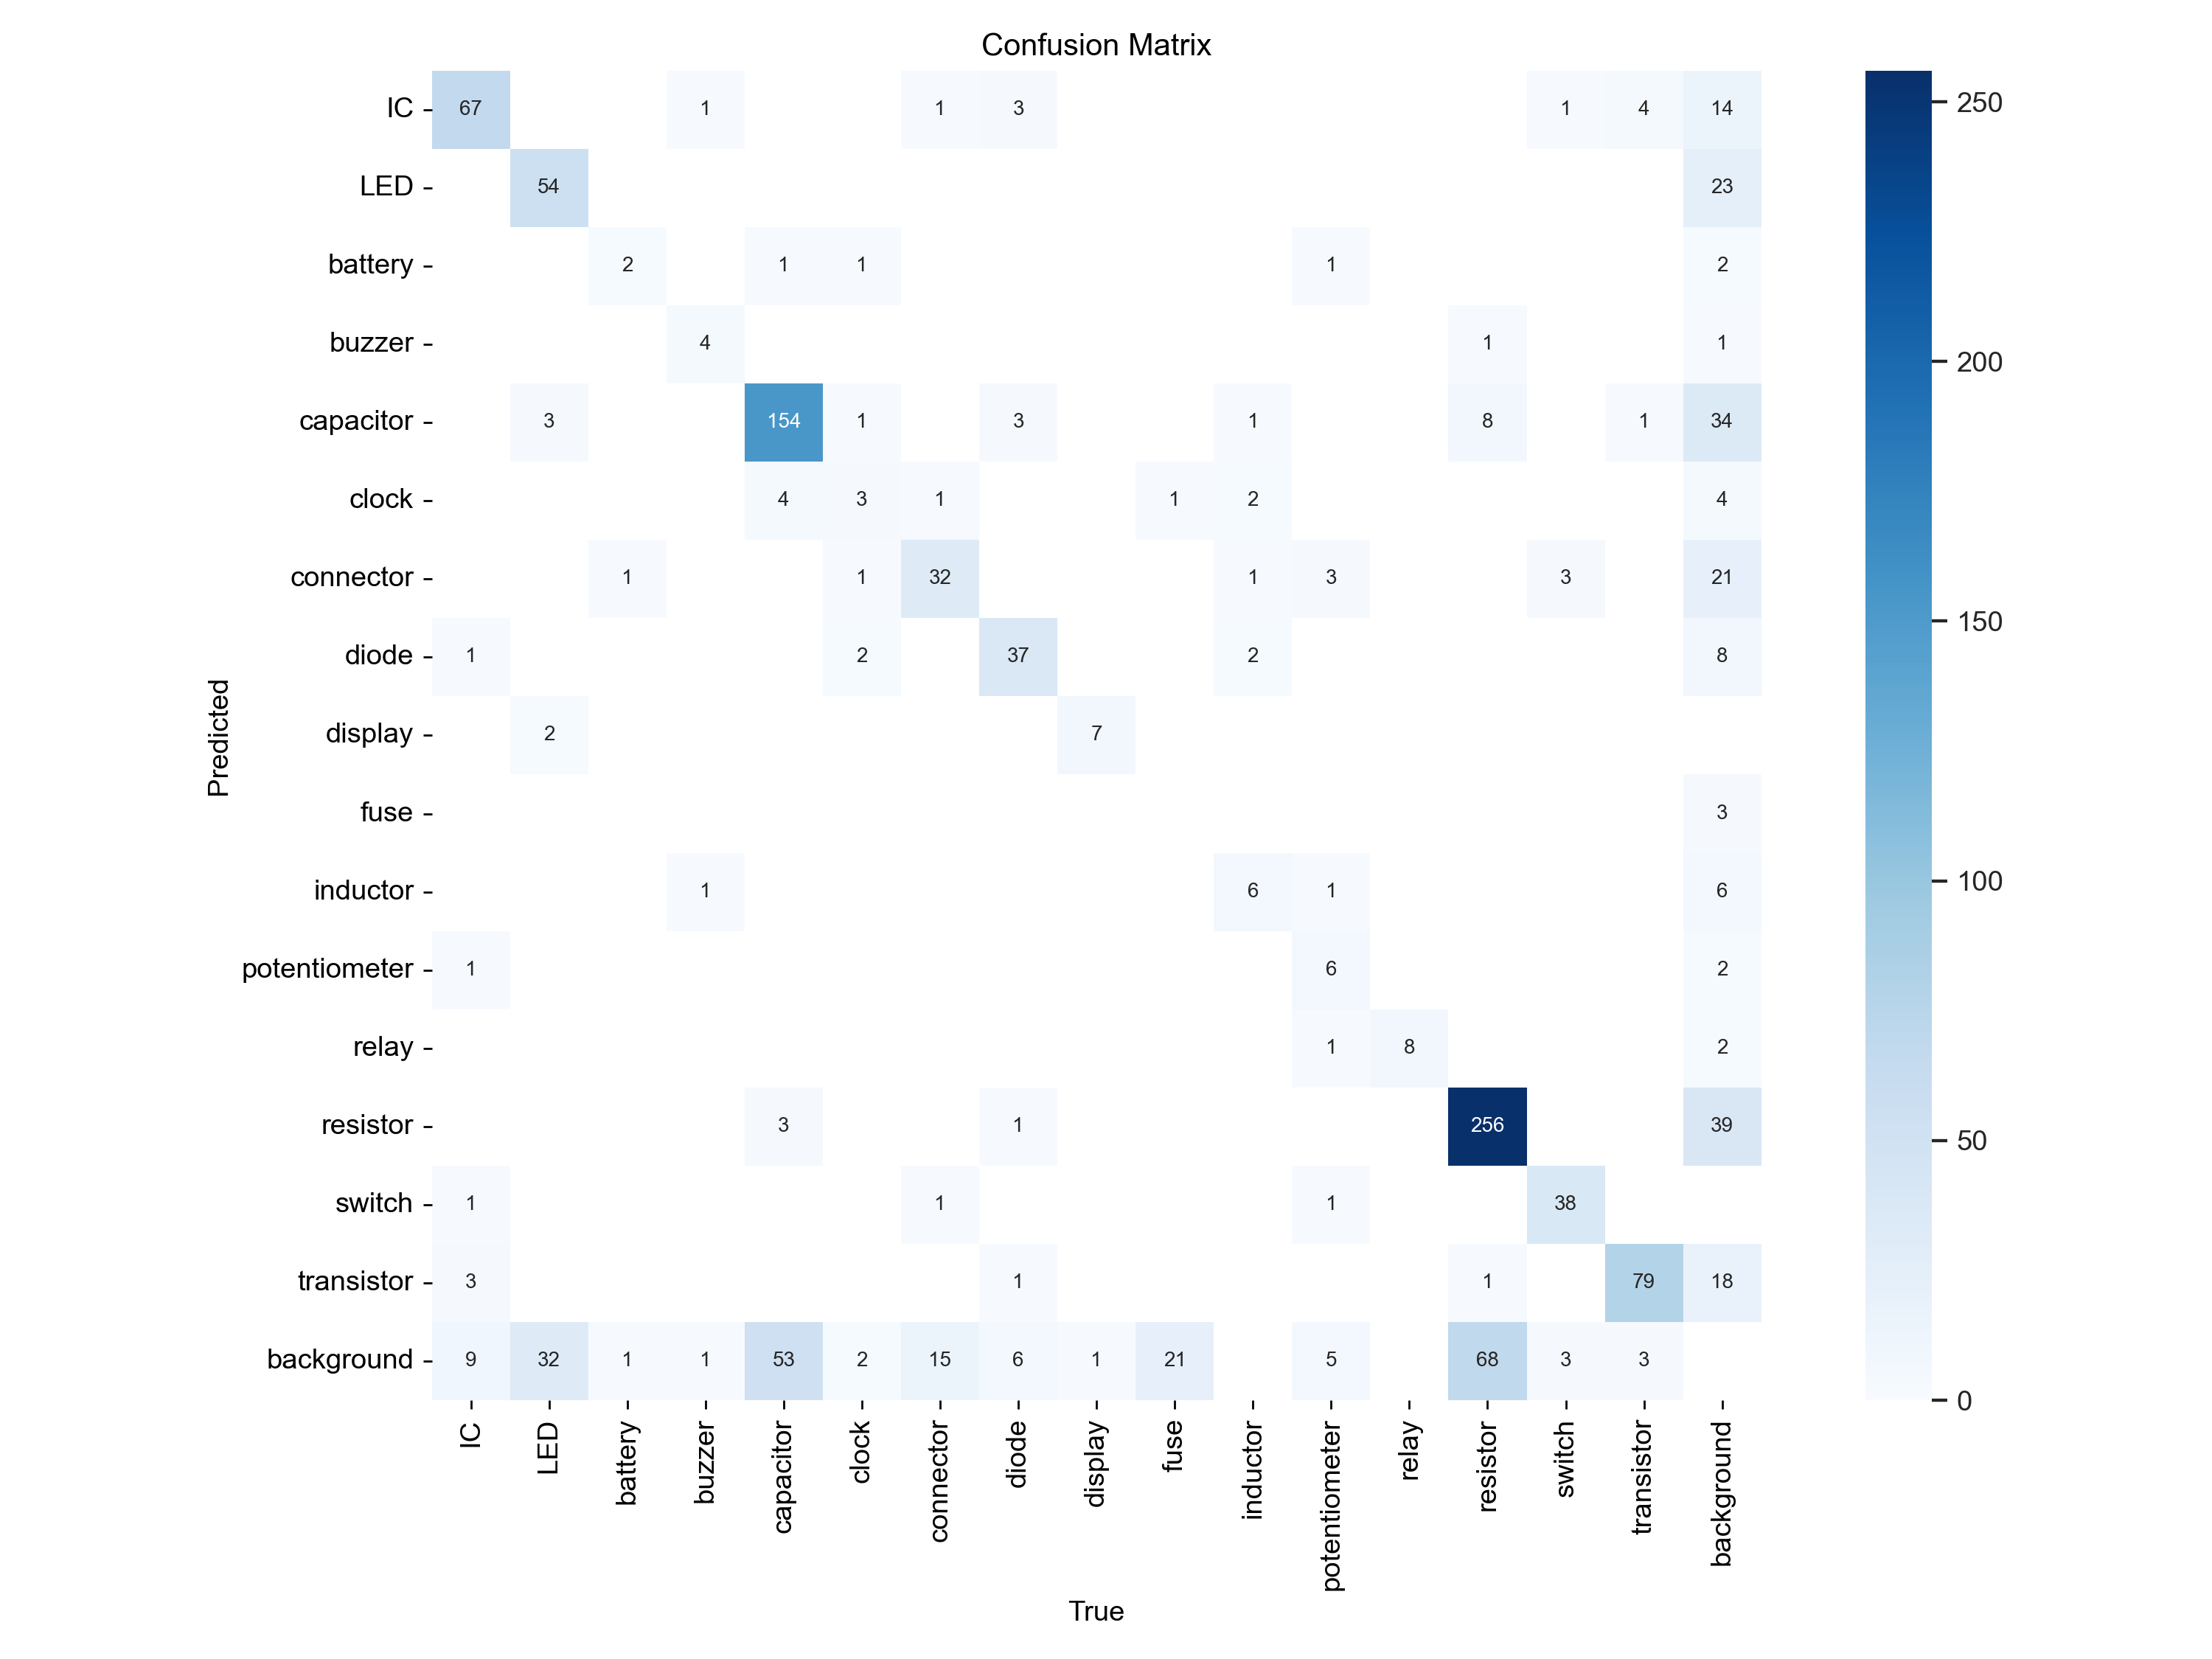 Confusion Matrix
IC 67 1 1 3 1 4 14
LED 54 23
battery 2 1 1 1 2
buzzer 4 1 1
capacitor 3 154 1 3 1 8 1 34
clock 4 3 1 1 2 4
connector 1 1 32 1 3 3 21
diode 1 2 37 2 8
display 2 7
fuse 3
inductor 1 6 1 6
potentiometer 1 6 2
relay 1 8 2
resistor 3 1 256 39
switch 1 1 1 38
transistor 3 1 1 79 18
background 9 32 1 1 53 2 15 6 1 21 5 68 3 3
Predicted
IC LED battery buzzer capacitor clock connector diode display fuse inductor potentiometer relay resistor switch transistor background
True
250
200
150
100
50
0